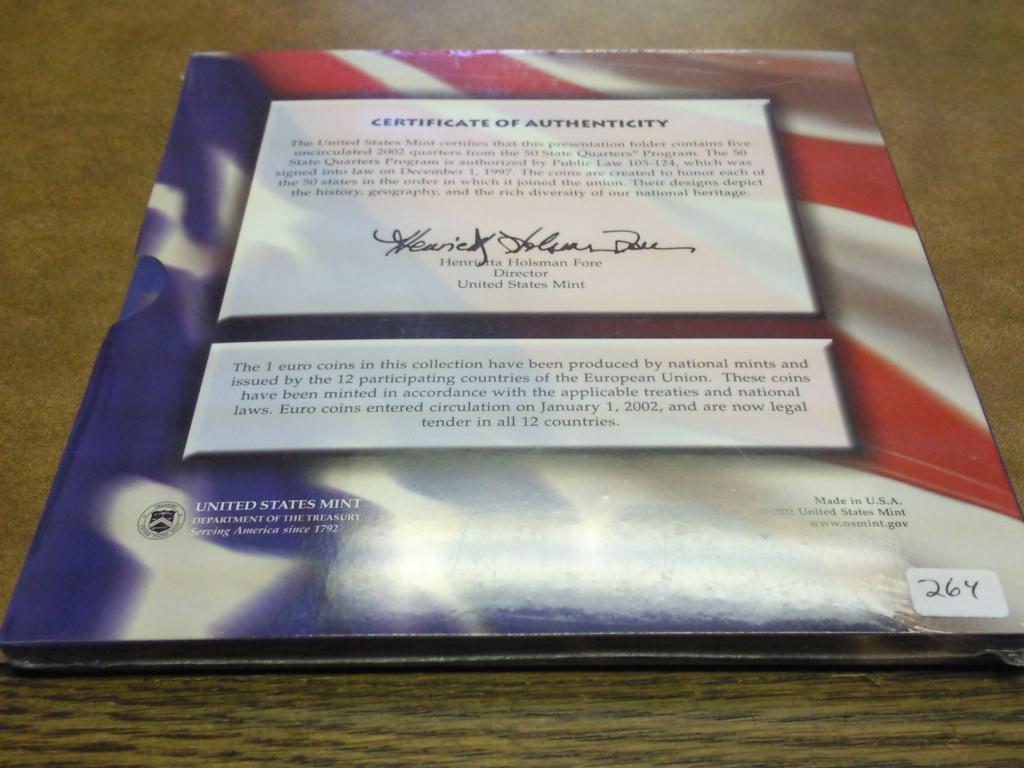 CERTIFICATE OF AUTHENTICITY
The United States Mint certifies that this presentation folder contains five
uncirculated 2002 quarters from the 50 State Quarters® Program. The 50
State Quarters Program is authorized by Public Law 105-124, which was
signed into law on December 1, 1997. The coins are created to honor each of
the 50 states in the order in which it joined the union. Their designs depict
the history, geography, and the rich diversity of our national heritage.
Henrietta Holsman Fore
Henrietta Holsman Fore
Director
United States Mint
The 1 euro coins in this collection have been produced by national mints and
issued by the 12 participating countries of the European Union. These coins
have been minted in accordance with the applicable treaties and national
laws. Euro coins entered circulation on January 1, 2002, and are now legal
tender in all 12 countries.
UNITED STATES MINT
DEPARTMENT OF THE TREASURY
Serving America since 1792
Made in U.S.A.
©2002 United States Mint
www.usmint.gov
264